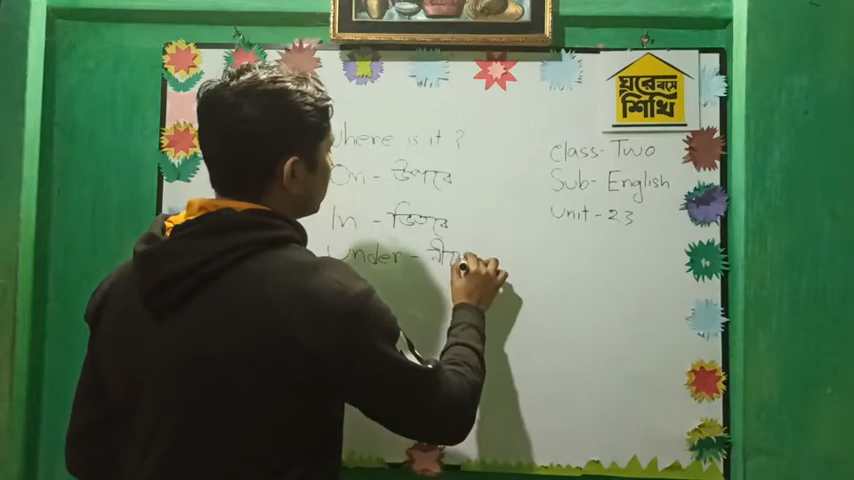 Where is it ?
On - উপরে
In - ভিতরে
Under -
ঘরে বসে
শিখি
Class - Two
Sub - English
Unit - 23